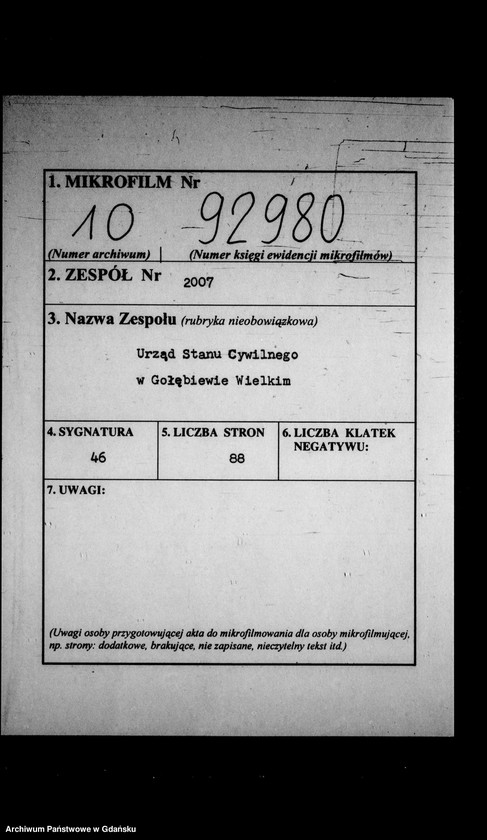 1. MIKROFILM Nr
10 92980
(Numer archiwum) (Numer księgi ewidencji mikrofilmów)
2. ZESPÓŁ Nr 2007
3. Nazwa Zespołu (rubryka nieobowiązkowa)
Urząd Stanu Cywilnego
w Gołębiewie Wielkim
4. SYGNATURA 5. LICZBA STRON 6. LICZBA KLATEK
NEGATYWU:
46 88
7. UWAGI:
(Uwagi osoby przygotowującej akta do mikrofilmowania dla osoby mikrofilmującej,
np. strony: dodatkowe, brakujące, nie zapisane, nieczytelny tekst itd.)
Archiwum Państwowe w Gdańsku